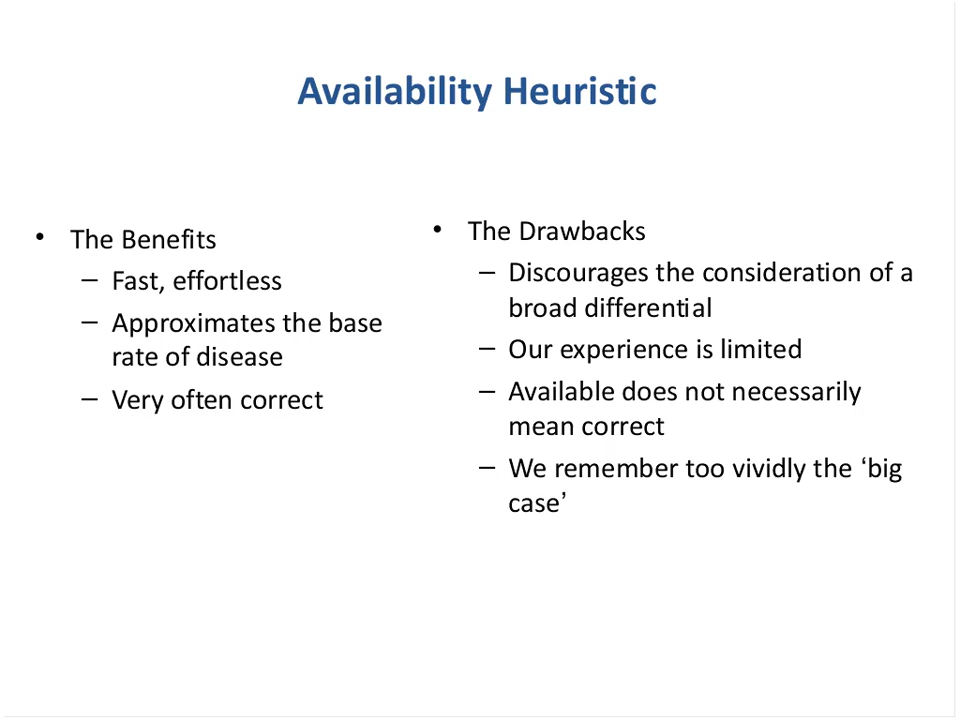 Availability Heuristic
• The Benefits
– Fast, effortless
– Approximates the base
rate of disease
– Very often correct
• The Drawbacks
– Discourages the consideration of a
broad differential
– Our experience is limited
– Available does not necessarily
mean correct
– We remember too vividly the ‘big
case’